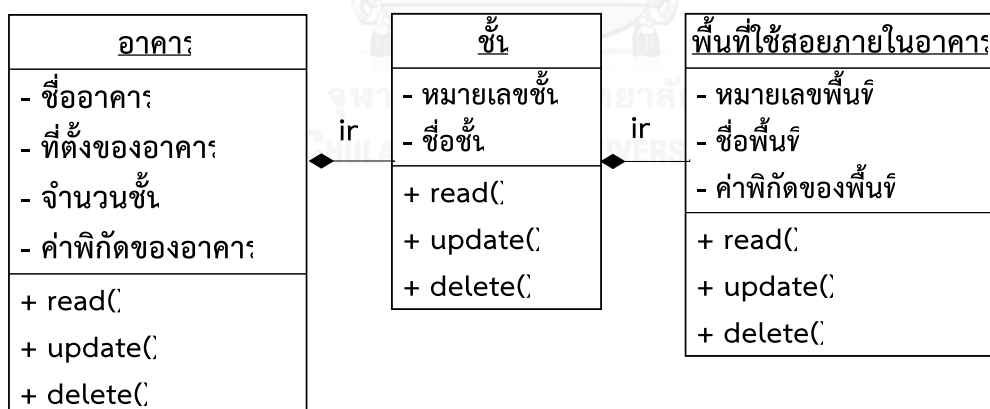 อาคาร
- ชื่ออาคาร
- ที่ตั้งของอาคาร
- จำนวนชั้น
- ค่าพิกัดของอาคาร
+ read()
+ update()
+ delete()
in
ชั้น
- หมายเลขชั้น
- ชื่อชั้น
+ read()
+ update()
+ delete()
in
พื้นที่ใช้สอยภายในอาคาร
- หมายเลขพื้นที่
- ชื่อพื้นที่
- ค่าพิกัดของพื้นที่
+ read()
+ update()
+ delete()